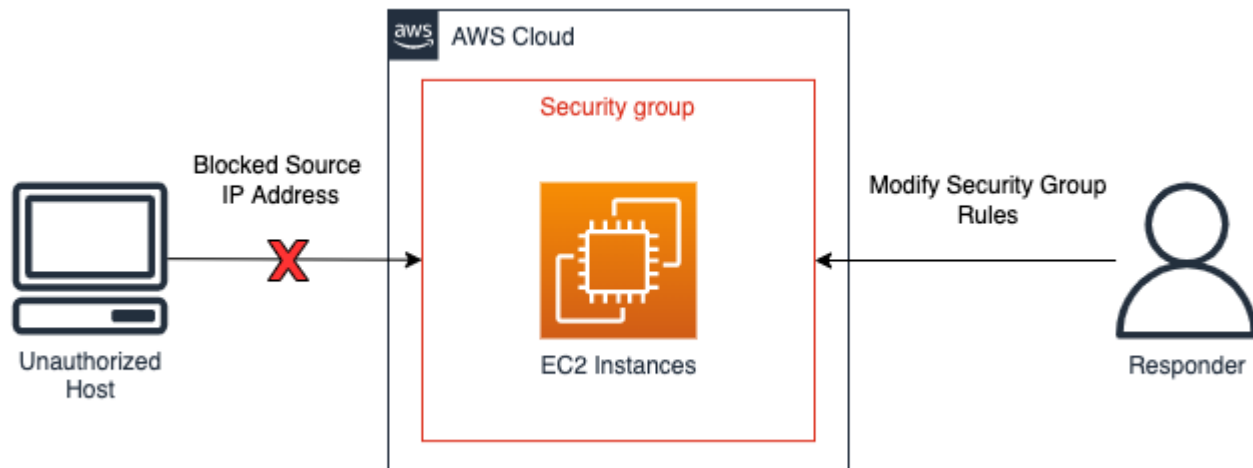 aws
AWS Cloud
Security group
Blocked Source
IP Address
Modify Security Group
Rules
Unauthorized
Host
EC2 Instances
Responder